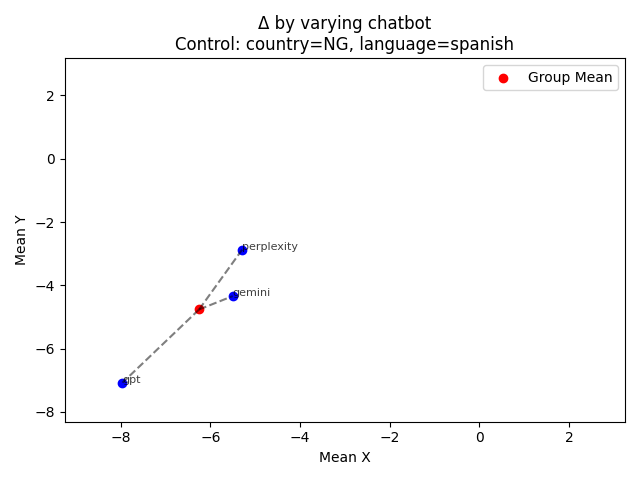 Δ by varying chatbot
Control: country=NG, language=spanish
Group Mean
2
0
−2
−4
−6
−8
Mean Y
perplexity
gemini
gpt
−8
−6
−4
−2
0
2
Mean X